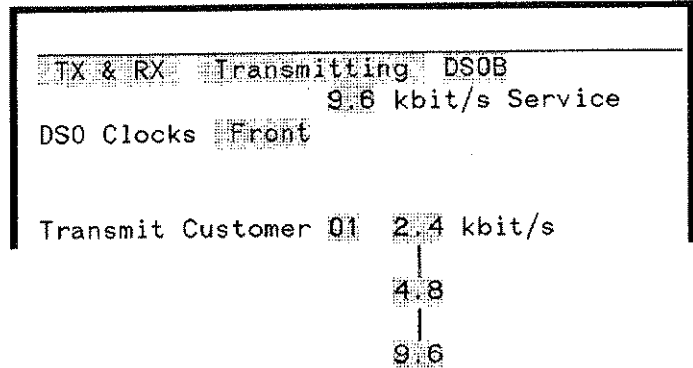 TX & RX Transmitting DSOB
9.6 kbit/s Service
DSO Clocks Front
Transmit Customer 01 2.4 kbit/s
4.8
9.6